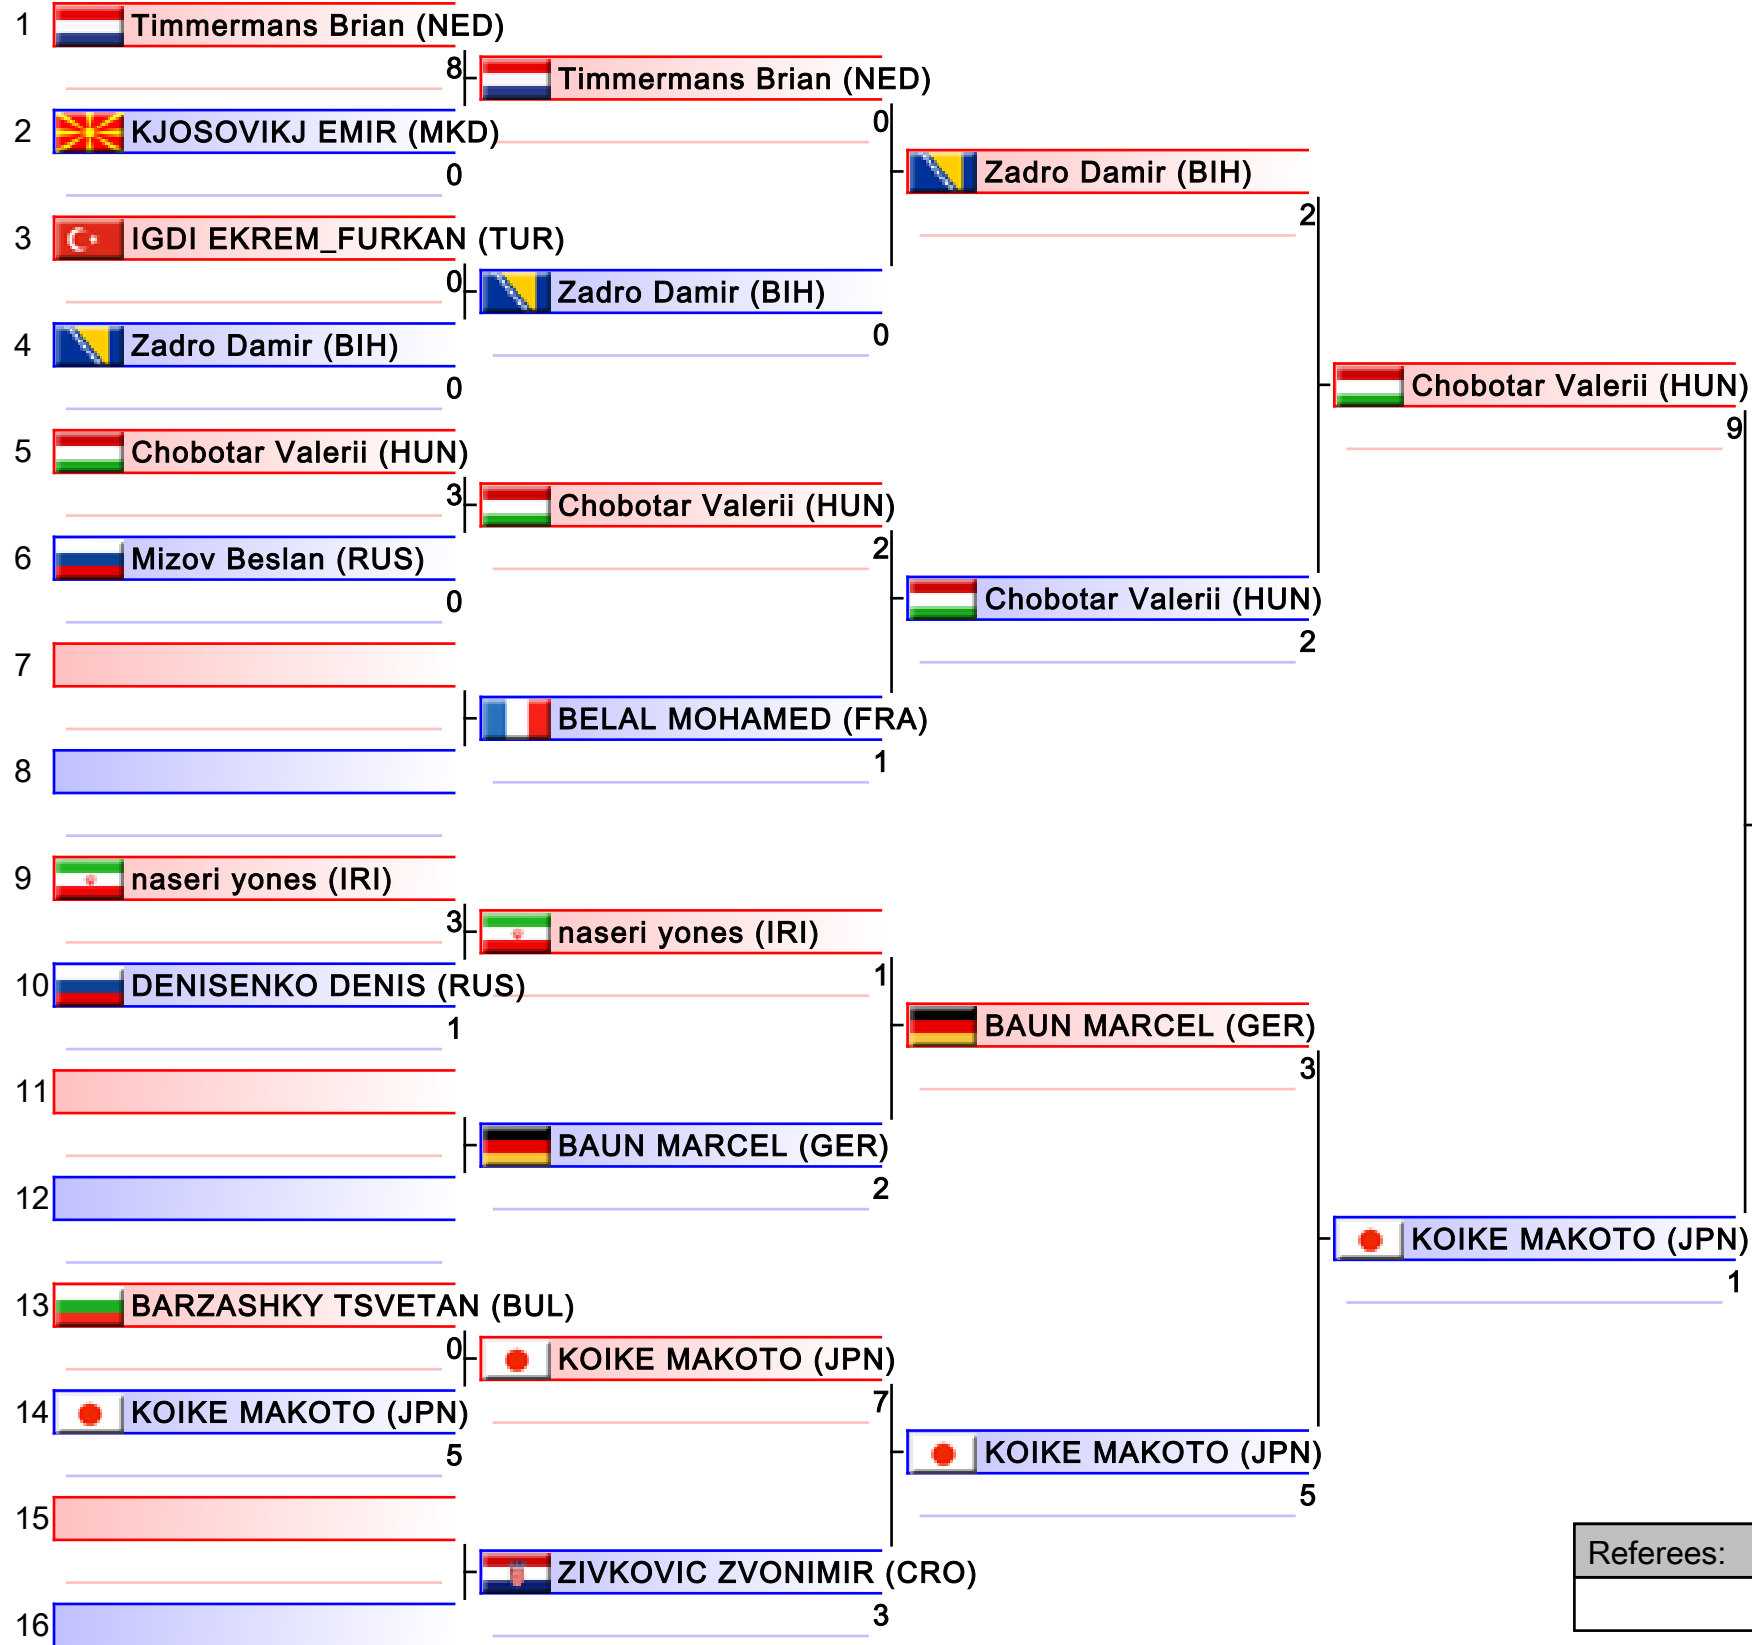 1 Timmermans Brian (NED)
8 Timmermans Brian (NED)
0
2 KJOSOVIKJ EMIR (MKD)
0
Zadro Damir (BIH)
2
3 IGDI EKREM_FURKAN (TUR)
0 Zadro Damir (BIH)
0
4 Zadro Damir (BIH)
0
Chobotar Valerii (HUN)
9
5 Chobotar Valerii (HUN)
3 Chobotar Valerii (HUN)
2
6 Mizov Beslan (RUS)
0
Chobotar Valerii (HUN)
2
7
BELAL MOHAMED (FRA)
1
8
9 naseri yones (IRI)
3 naseri yones (IRI)
1
10 DENISENKO DENIS (RUS)
1
BAUN MARCEL (GER)
3
11
BAUN MARCEL (GER)
2
12
KOIKE MAKOTO (JPN)
1
13 BARZASHKY TSVETAN (BUL)
0 KOIKE MAKOTO (JPN)
7
14 KOIKE MAKOTO (JPN)
5
KOIKE MAKOTO (JPN)
5
15
ZIVKOVIC ZVONIMIR (CRO)
3
16
Referees: